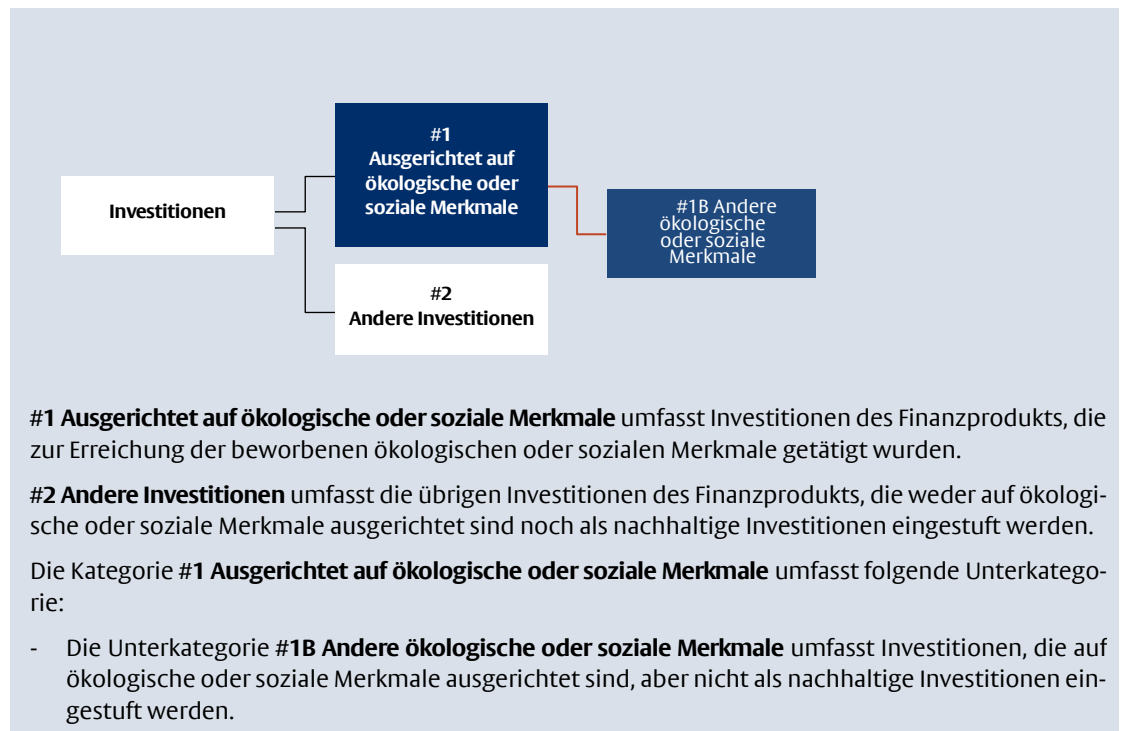 #1
Ausgerichtet auf
ökologische oder
soziale Merkmale
Investitionen
#1B Andere
ökologische
oder soziale
Merkmale
#2
Andere Investitionen
#1 Ausgerichtet auf ökologische oder soziale Merkmale umfasst Investitionen des Finanzprodukts, die
zur Erreichung der beworbenen ökologischen oder sozialen Merkmale getätigt wurden.
#2 Andere Investitionen umfasst die übrigen Investitionen des Finanzprodukts, die weder auf ökologi-
sche oder soziale Merkmale ausgerichtet sind noch als nachhaltige Investitionen eingestuft werden.
Die Kategorie #1 Ausgerichtet auf ökologische oder soziale Merkmale umfasst folgende Unterkatego-
rie:
- Die Unterkategorie #1B Andere ökologische oder soziale Merkmale umfasst Investitionen, die auf
ökologische oder soziale Merkmale ausgerichtet sind, aber nicht als nachhaltige Investitionen ein-
gestuft werden.